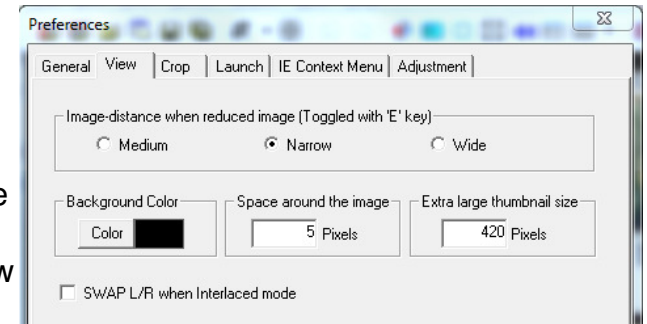 Preferences
General View Crop Launch IE Context Menu Adjustment
Image-distance when reduced image (Toggled with 'E' key)
Medium Narrow Wide
e Background Color Space around the image Extra large thumbnail size
Color 5 Pixels 420 Pixels
w
SWAP L/R when Interlaced mode